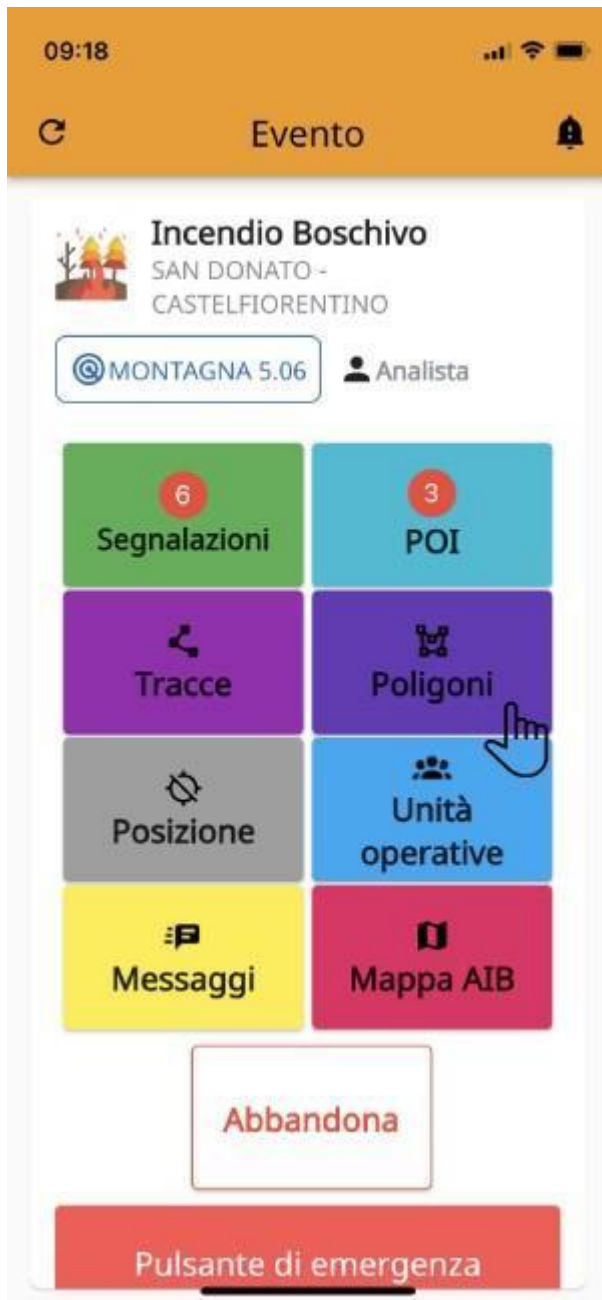 09:18
Evento
Incendio Boschivo
SAN DONATO -
CASTELFIORENTINO
MONTAGNA 5.06 Analista
6 3
Segnalazioni POI
Tracce Poligoni
Posizione Unità
operative
Messaggi Mappa AIB
Abbandona
Pulsante di emergenza